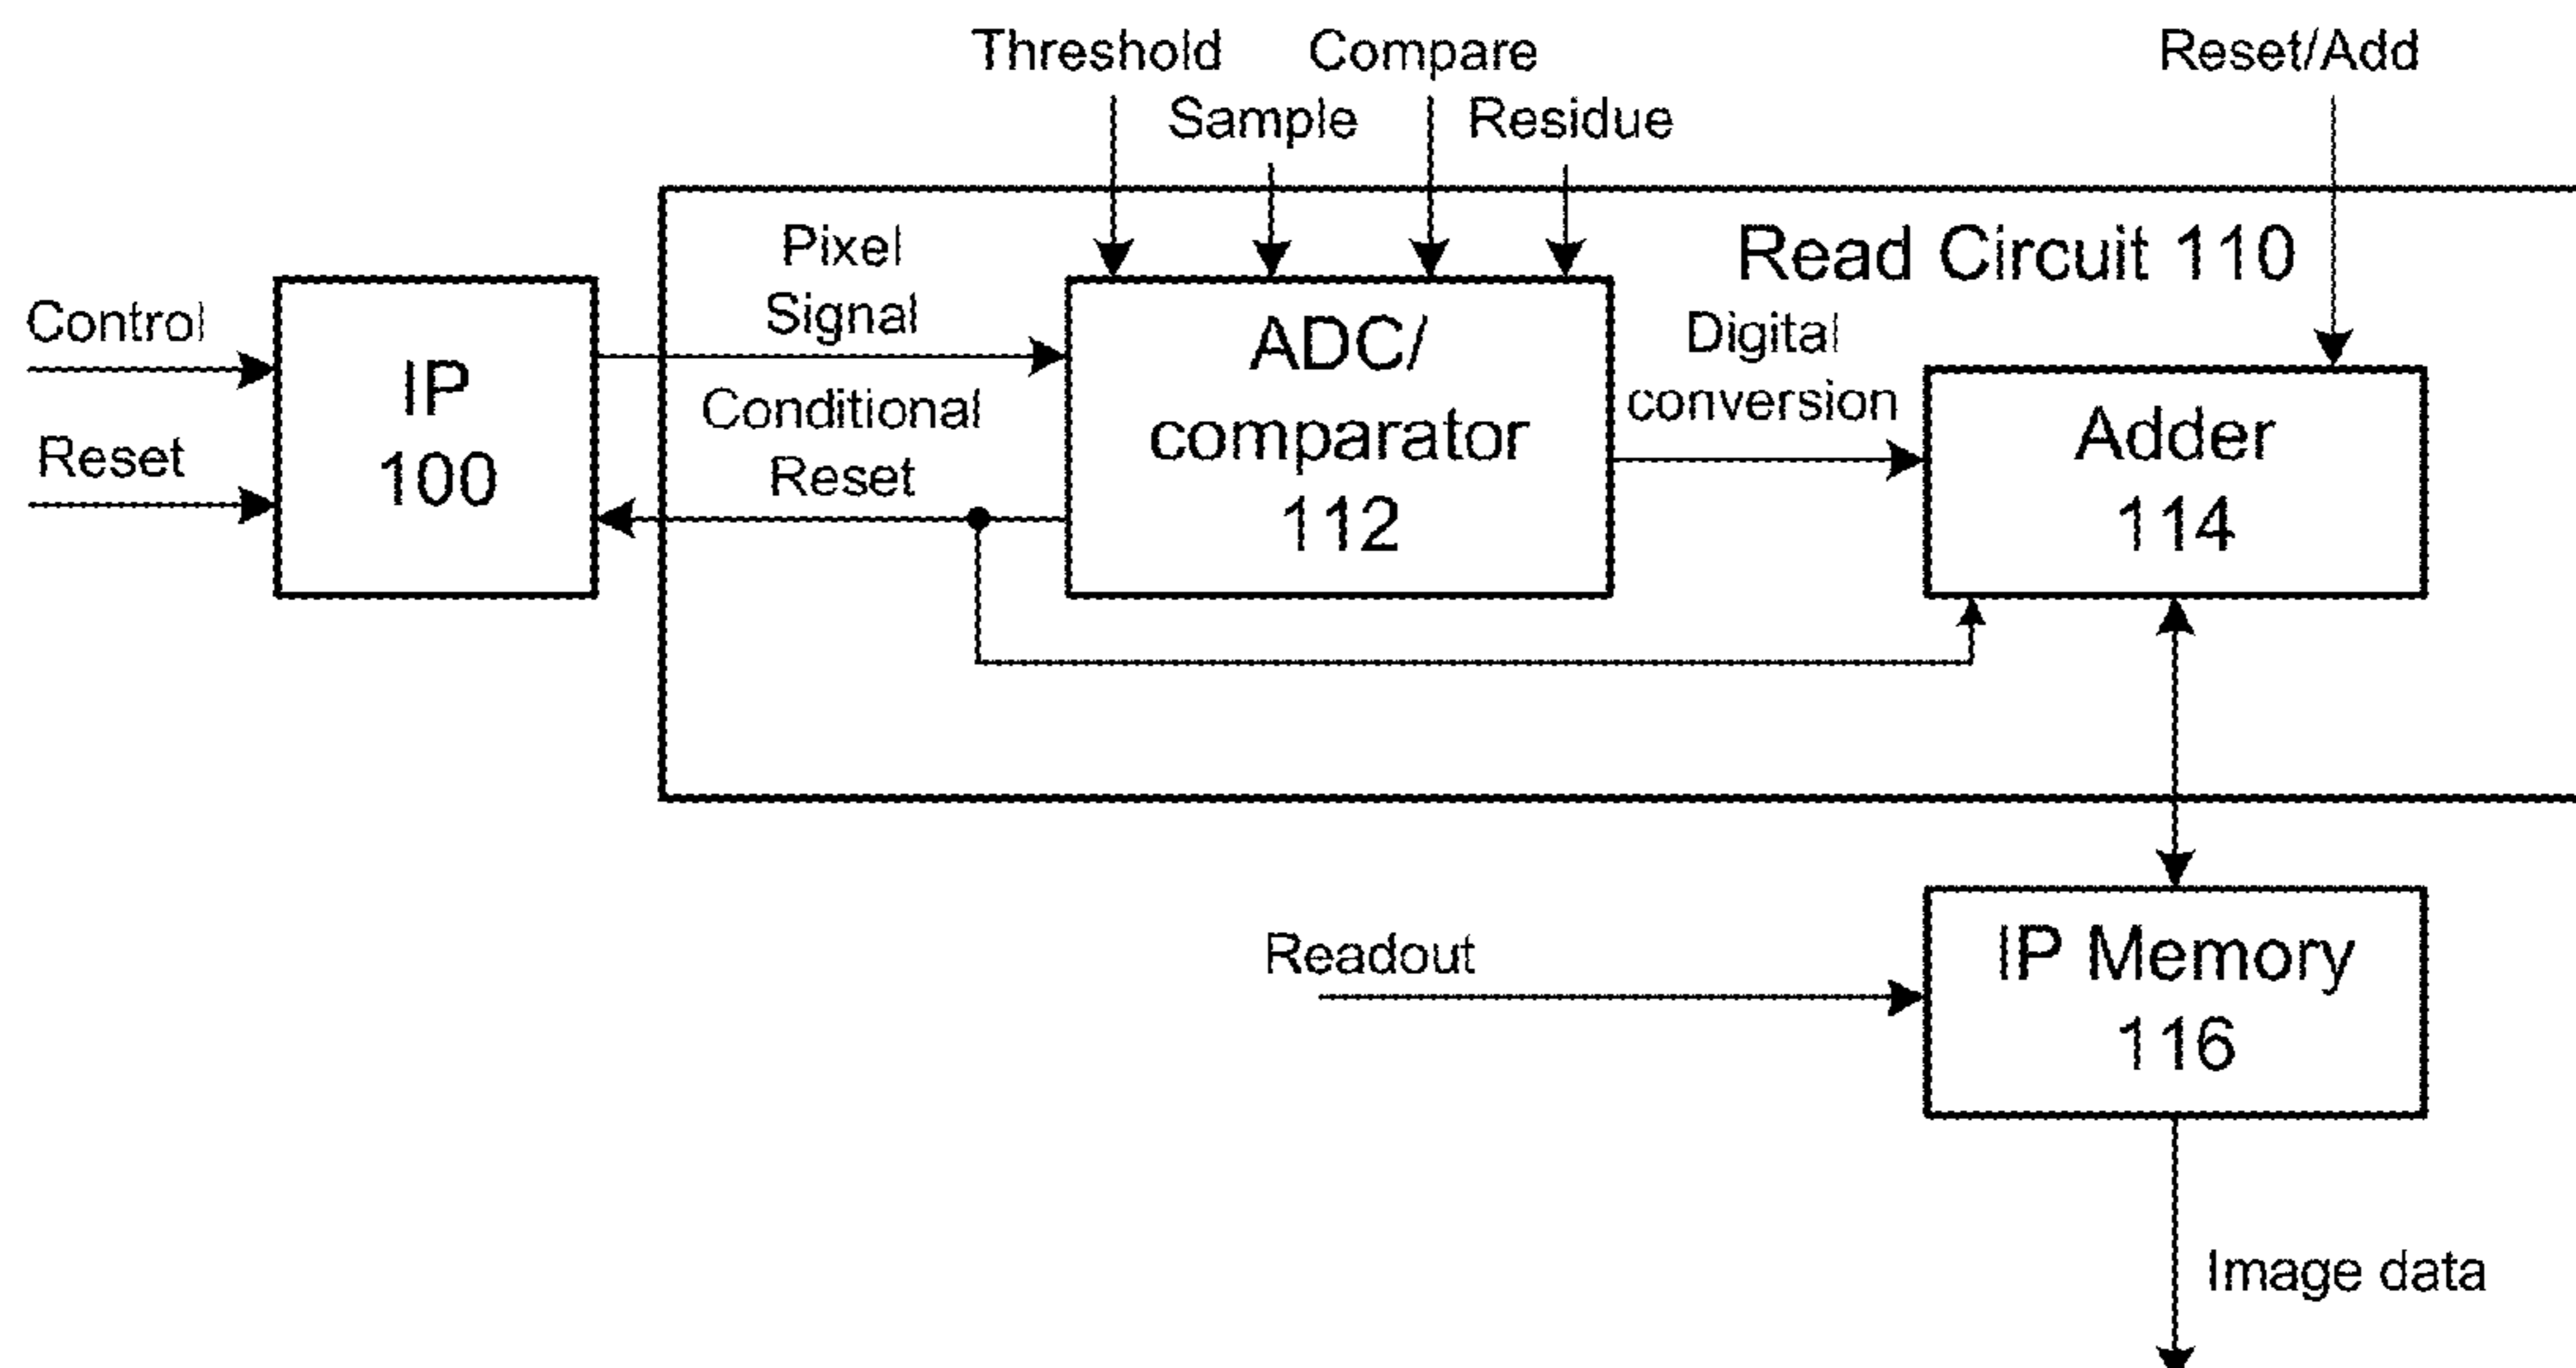 Threshold
Compare
Reset/Add
Sample
Residue
Read Circuit 110
Pixel
Signal
Control
IP
100
Reset
Conditional
Reset
ADC/
comparator
112
Digital
conversion
Adder
114
Readout
IP Memory
116
Image data